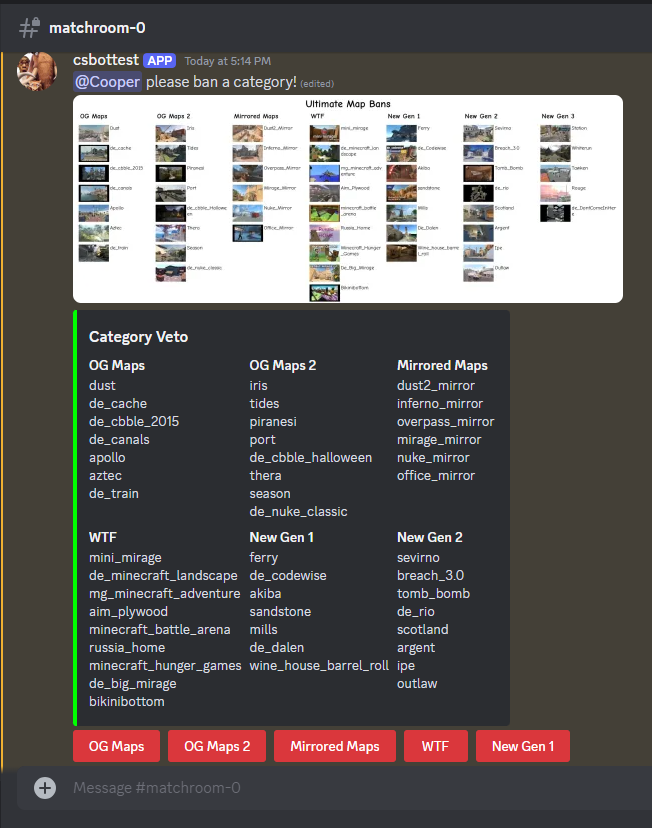 matchroom-0
csbottest APP Today at 5:14 PM
@Cooper please ban a category! (edited)
Ultimate Map Bans
OG Maps OG Maps 2 Mirrored Maps WTF New Gen 1 New Gen 2 New Gen 3
Dust Iris Dust2_Mirror mini_mirage Ferry Sevirno Station
de_cache Tides Inferno_Mirror de_minecraft_landscape de_Codewise Breach_3.0 Whiterun
de_cbble_2015 Piranesi Overpass_Mirror mg_minecraft_adventure Akiba Tomb_Bomb
de_canals Port Mirage_Mirror Aim_Plywood sandstone de_rio Rouge
Apollo de_cbble_Halloween Nuke_Mirror minecraft_battle_arena Mills Scotland
Aztec Thera Office_Mirror Russia_Home De_Dalen Argent
de_train Season Minecraft_Hunger_Games Wine_house_barrel_roll Ipe
de_nuke_classic De_Big_Mirage Outlaw
Bikinibottom
Category Veto
OG Maps OG Maps 2 Mirrored Maps
dust iris dust2_mirror
de_cache tides inferno_mirror
de_cbble_2015 piranesi overpass_mirror
de_canals port mirage_mirror
apollo de_cbble_halloween nuke_mirror
aztec thera office_mirror
de_train season
de_nuke_classic
WTF New Gen 1 New Gen 2
mini_mirage ferry sevirno
de_minecraft_landscape de_codewise breach_3.0
mg_minecraft_adventure akiba tomb_bomb
aim_plywood sandstone de_rio
minecraft_battle_arena mills scotland
russia_home de_dalen argent
minecraft_hunger_games wine_house_barrel_roll ipe
de_big_mirage outlaw
bikinibottom
OG Maps OG Maps 2 Mirrored Maps WTF New Gen 1
Message #matchroom-0